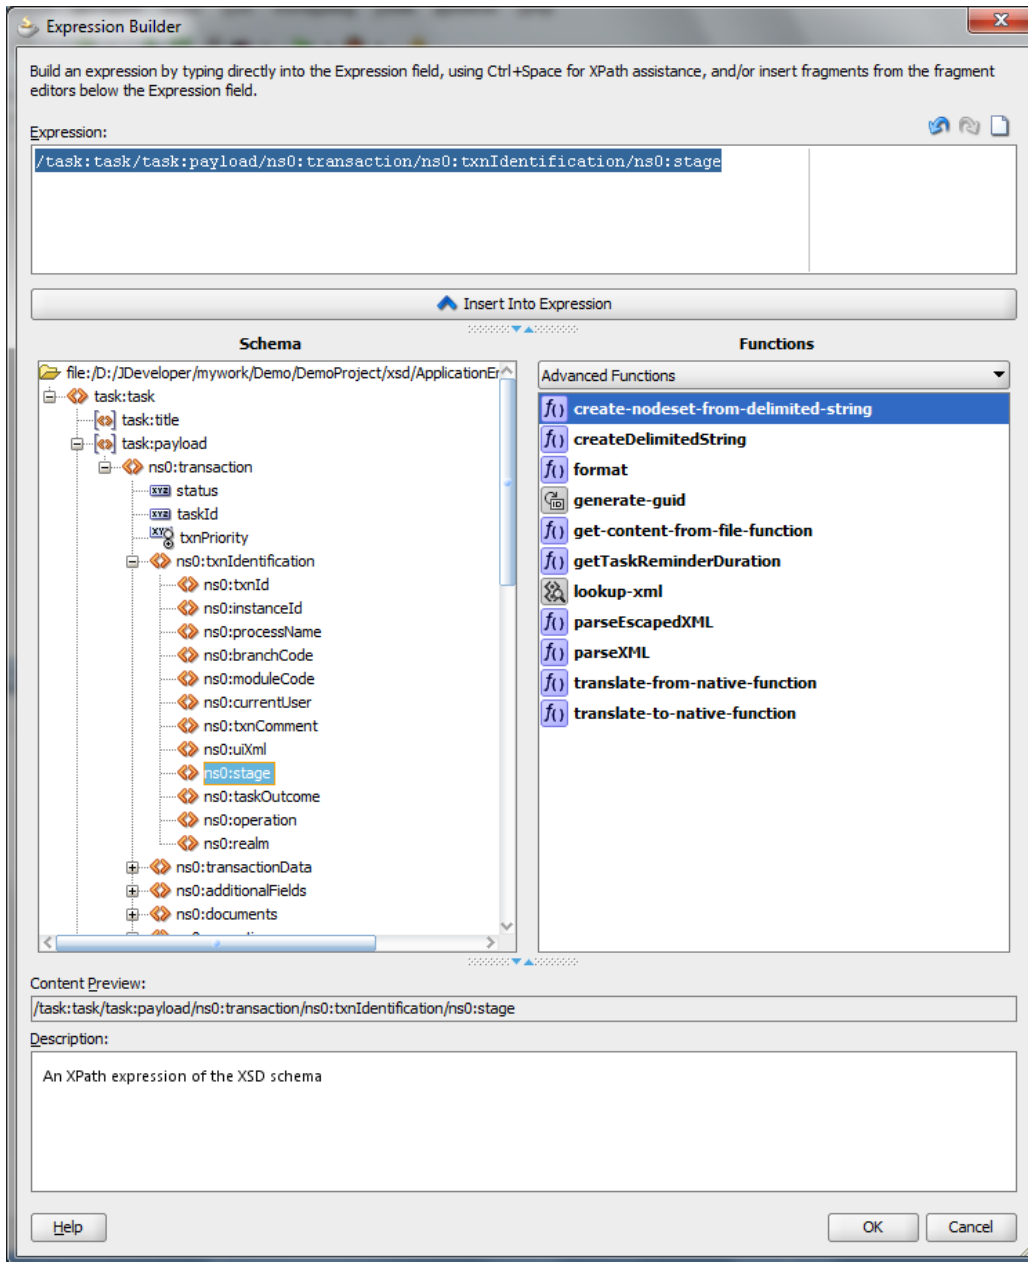 Expression Builder
Build an expression by typing directly into the Expression field, using Ctrl+Space for XPath assistance, and/or insert fragments from the fragment
editors below the Expression field.
Expression:
/task:task/task:payload/ns0:transaction/ns0:txnIdentification/ns0:stage
Insert Into Expression
Schema
file:/D:/JDeveloper/mywork/Demo/DemoProject/xsd/ApplicationEr
task:task
task:title
task:payload
ns0:transaction
status
taskId
txnPriority
ns0:txnIdentification
ns0:txnId
ns0:instanceId
ns0:processName
ns0:branchCode
ns0:moduleCode
ns0:currentUser
ns0:txnComment
ns0:uiXml
ns0:stage
ns0:taskOutcome
ns0:operation
ns0:realm
ns0:transactionData
ns0:additionalFields
ns0:documents
Functions
Advanced Functions
create-nodeset-from-delimited-string
createDelimitedString
format
generate-guid
get-content-from-file-function
getTaskReminderDuration
lookup-xml
parseEscapedXML
parseXML
translate-from-native-function
translate-to-native-function
Content Preview:
/task:task/task:payload/ns0:transaction/ns0:txnIdentification/ns0:stage
Description:
An XPath expression of the XSD schema
Help
OK
Cancel